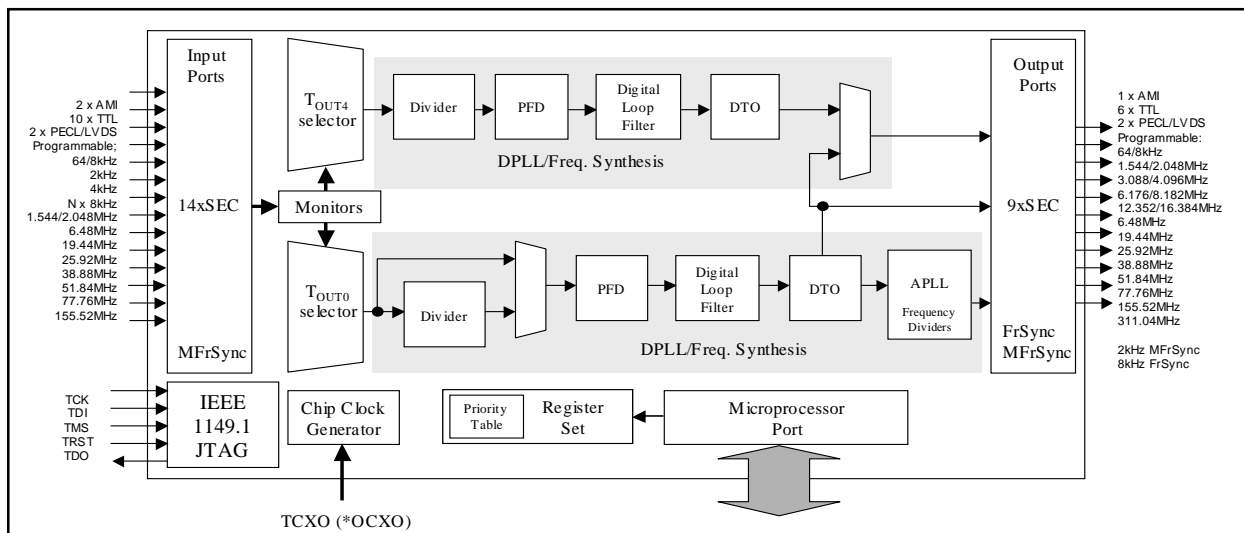 Input
Ports
14xSEC
MFrSync
2 x AMI
10 x TTL
2 x PECL/LVDS
Programmable;
64/8kHz
2kHz
4kHz
N x 8kHz
1.544/2.048MHz
6.48MHz
19.44MHz
25.92MHz
38.88MHz
51.84MHz
77.76MHz
155.52MHz
TOUT4
selector
Divider
PFD
Digital
Loop
Filter
DTO
DPLL/Freq. Synthesis
Monitors
TOUT0
selector
Divider
PFD
Digital
Loop
Filter
DTO
APLL
Frequency
Dividers
DPLL/Freq. Synthesis
Output
Ports
9xSEC
FrSync
MFrSync
1 x AMI
6 x TTL
2 x PECL/LVDS
Programmable:
64/8kHz
1.544/2.048MHz
3.088/4.096MHz
6.176/8.182MHz
12.352/16.384MHz
6.48MHz
19.44MHz
25.92MHz
38.88MHz
51.84MHz
77.76MHz
155.52MHz
311.04MHz
2kHz MFrSync
8kHz FrSync
TCK
TDI
TMS
TRST
TDO
IEEE
1149.1
JTAG
Chip Clock
Generator
TCXO (*OCXO)
Priority
Table
Register
Set
Microprocessor
Port